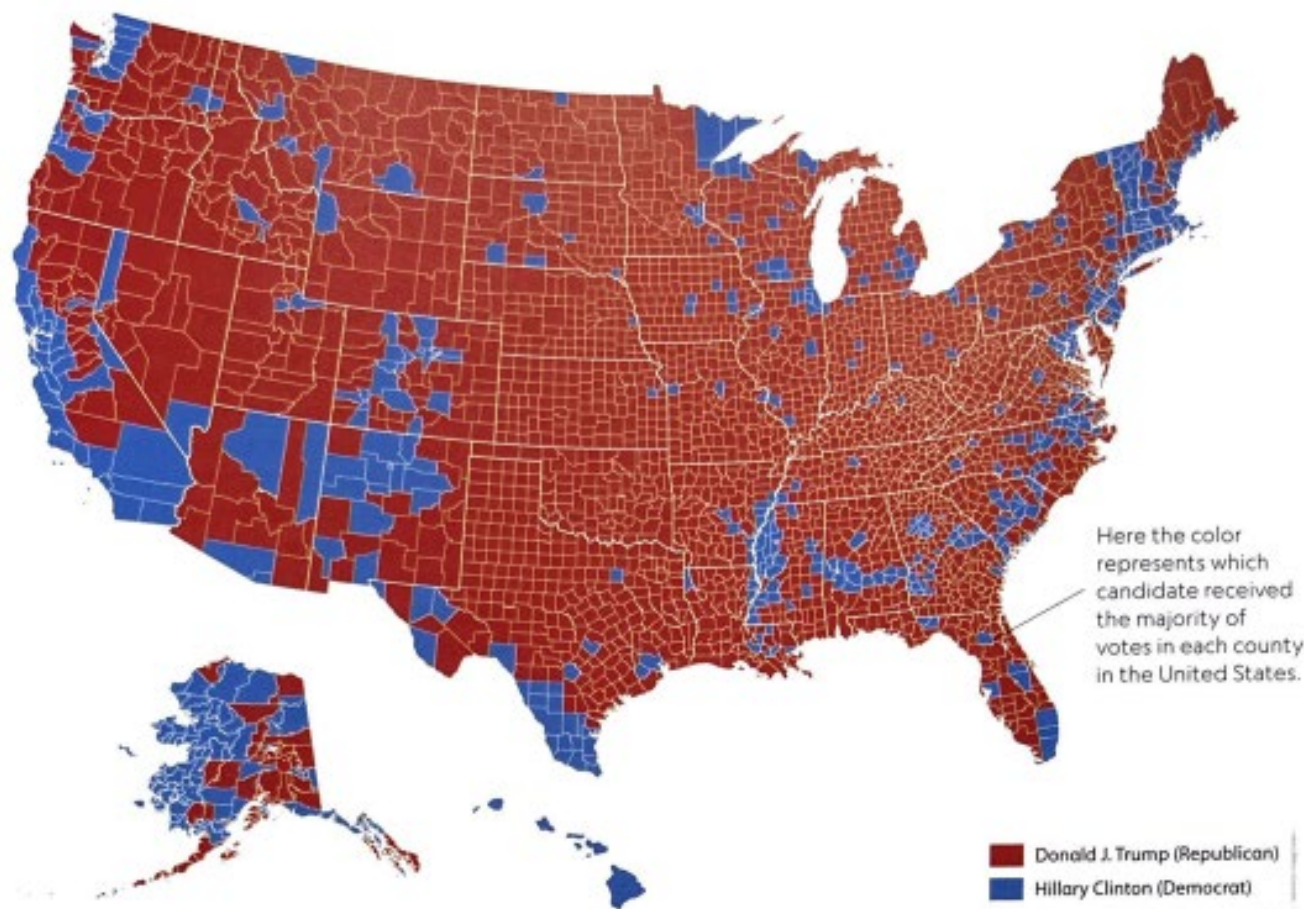 Here the color
represents which
candidate received
the majority of
votes in each county
in the United States.
Donald J. Trump (Republican)
Hillary Clinton (Democrat)